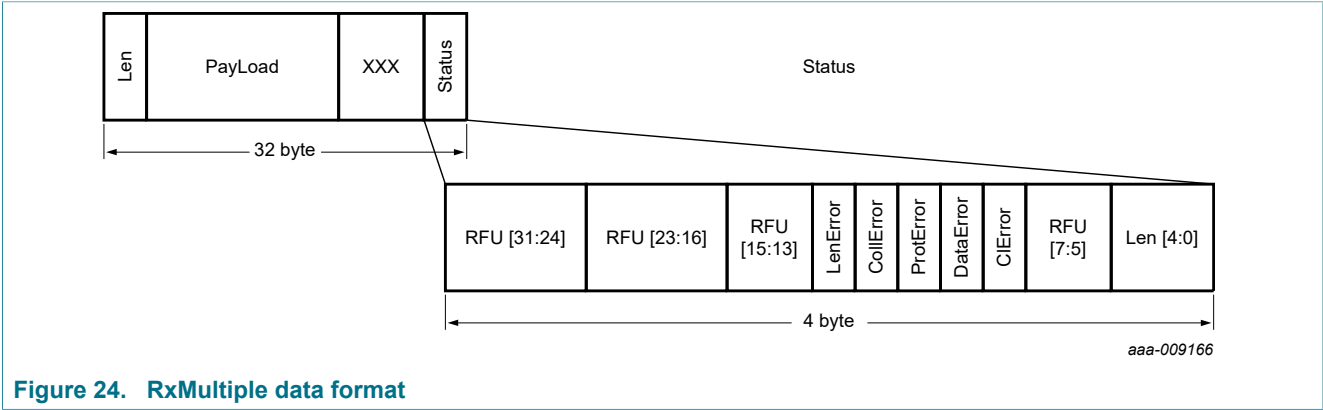 Len
PayLoad
XXX
Status
Status
32 byte
RFU [31:24]
RFU [23:16]
RFU
[15:13]
LenError
CollError
ProtError
DataError
ClError
RFU
[7:5]
Len [4:0]
4 byte
aaa-009166
Figure 24. RxMultiple data format